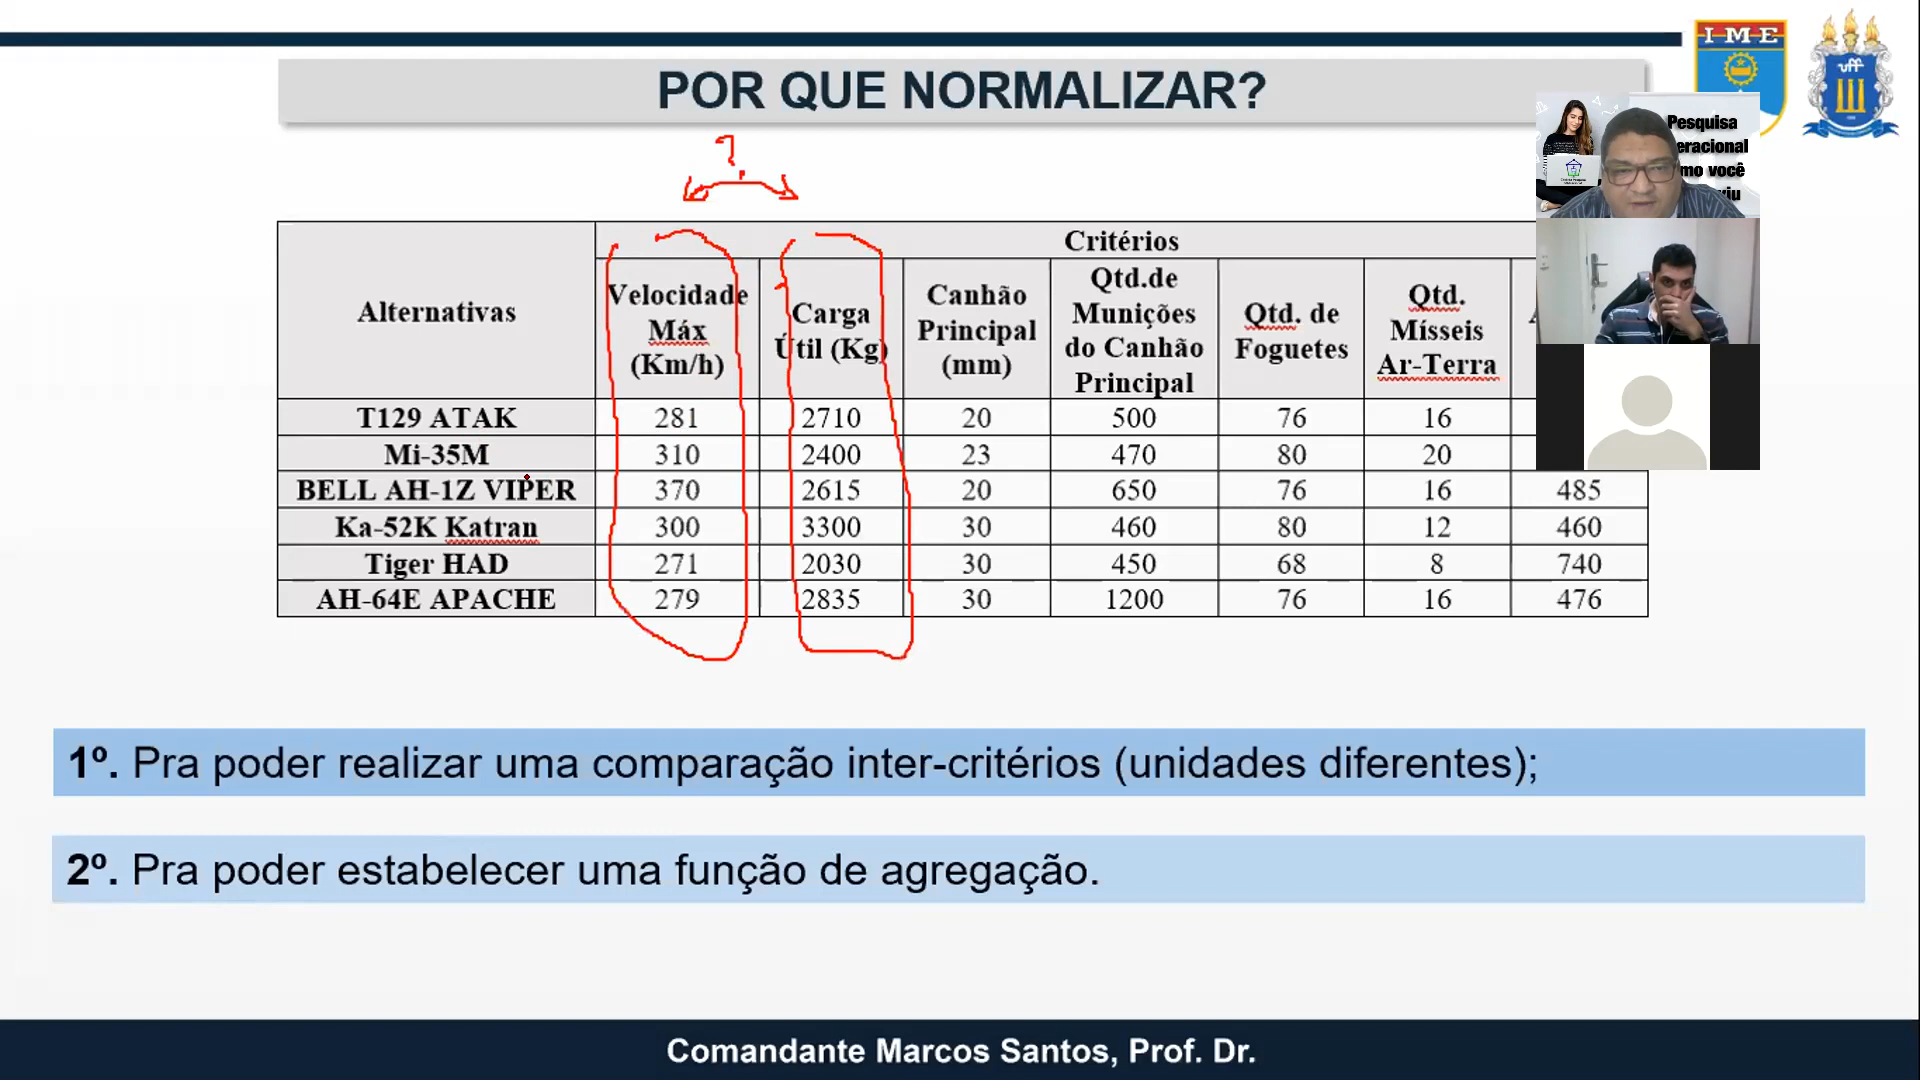 POR QUE NORMALIZAR?
I M E
uff
Pesquisa
eracional
mo você
viu
?
Alternativas
Critérios
Velocidade
Máx
(Km/h)
Carga
Útil (Kg)
Canhão
Principal
(mm)
Qtd.de
Munições
do Canhão
Principal
Qtd. de
Foguetes
Qtd.
Mísseis
Ar-Terra
T129 ATAK 281 2710 20 500 76 16
Mi-35M 310 2400 23 470 80 20
BELL AH-1Z VIPER 370 2615 20 650 76 16 485
Ka-52K Katran 300 3300 30 460 80 12 460
Tiger HAD 271 2030 30 450 68 8 740
AH-64E APACHE 279 2835 30 1200 76 16 476
1º. Pra poder realizar uma comparação inter-critérios (unidades diferentes);
2º. Pra poder estabelecer uma função de agregação.
Comandante Marcos Santos, Prof. Dr.